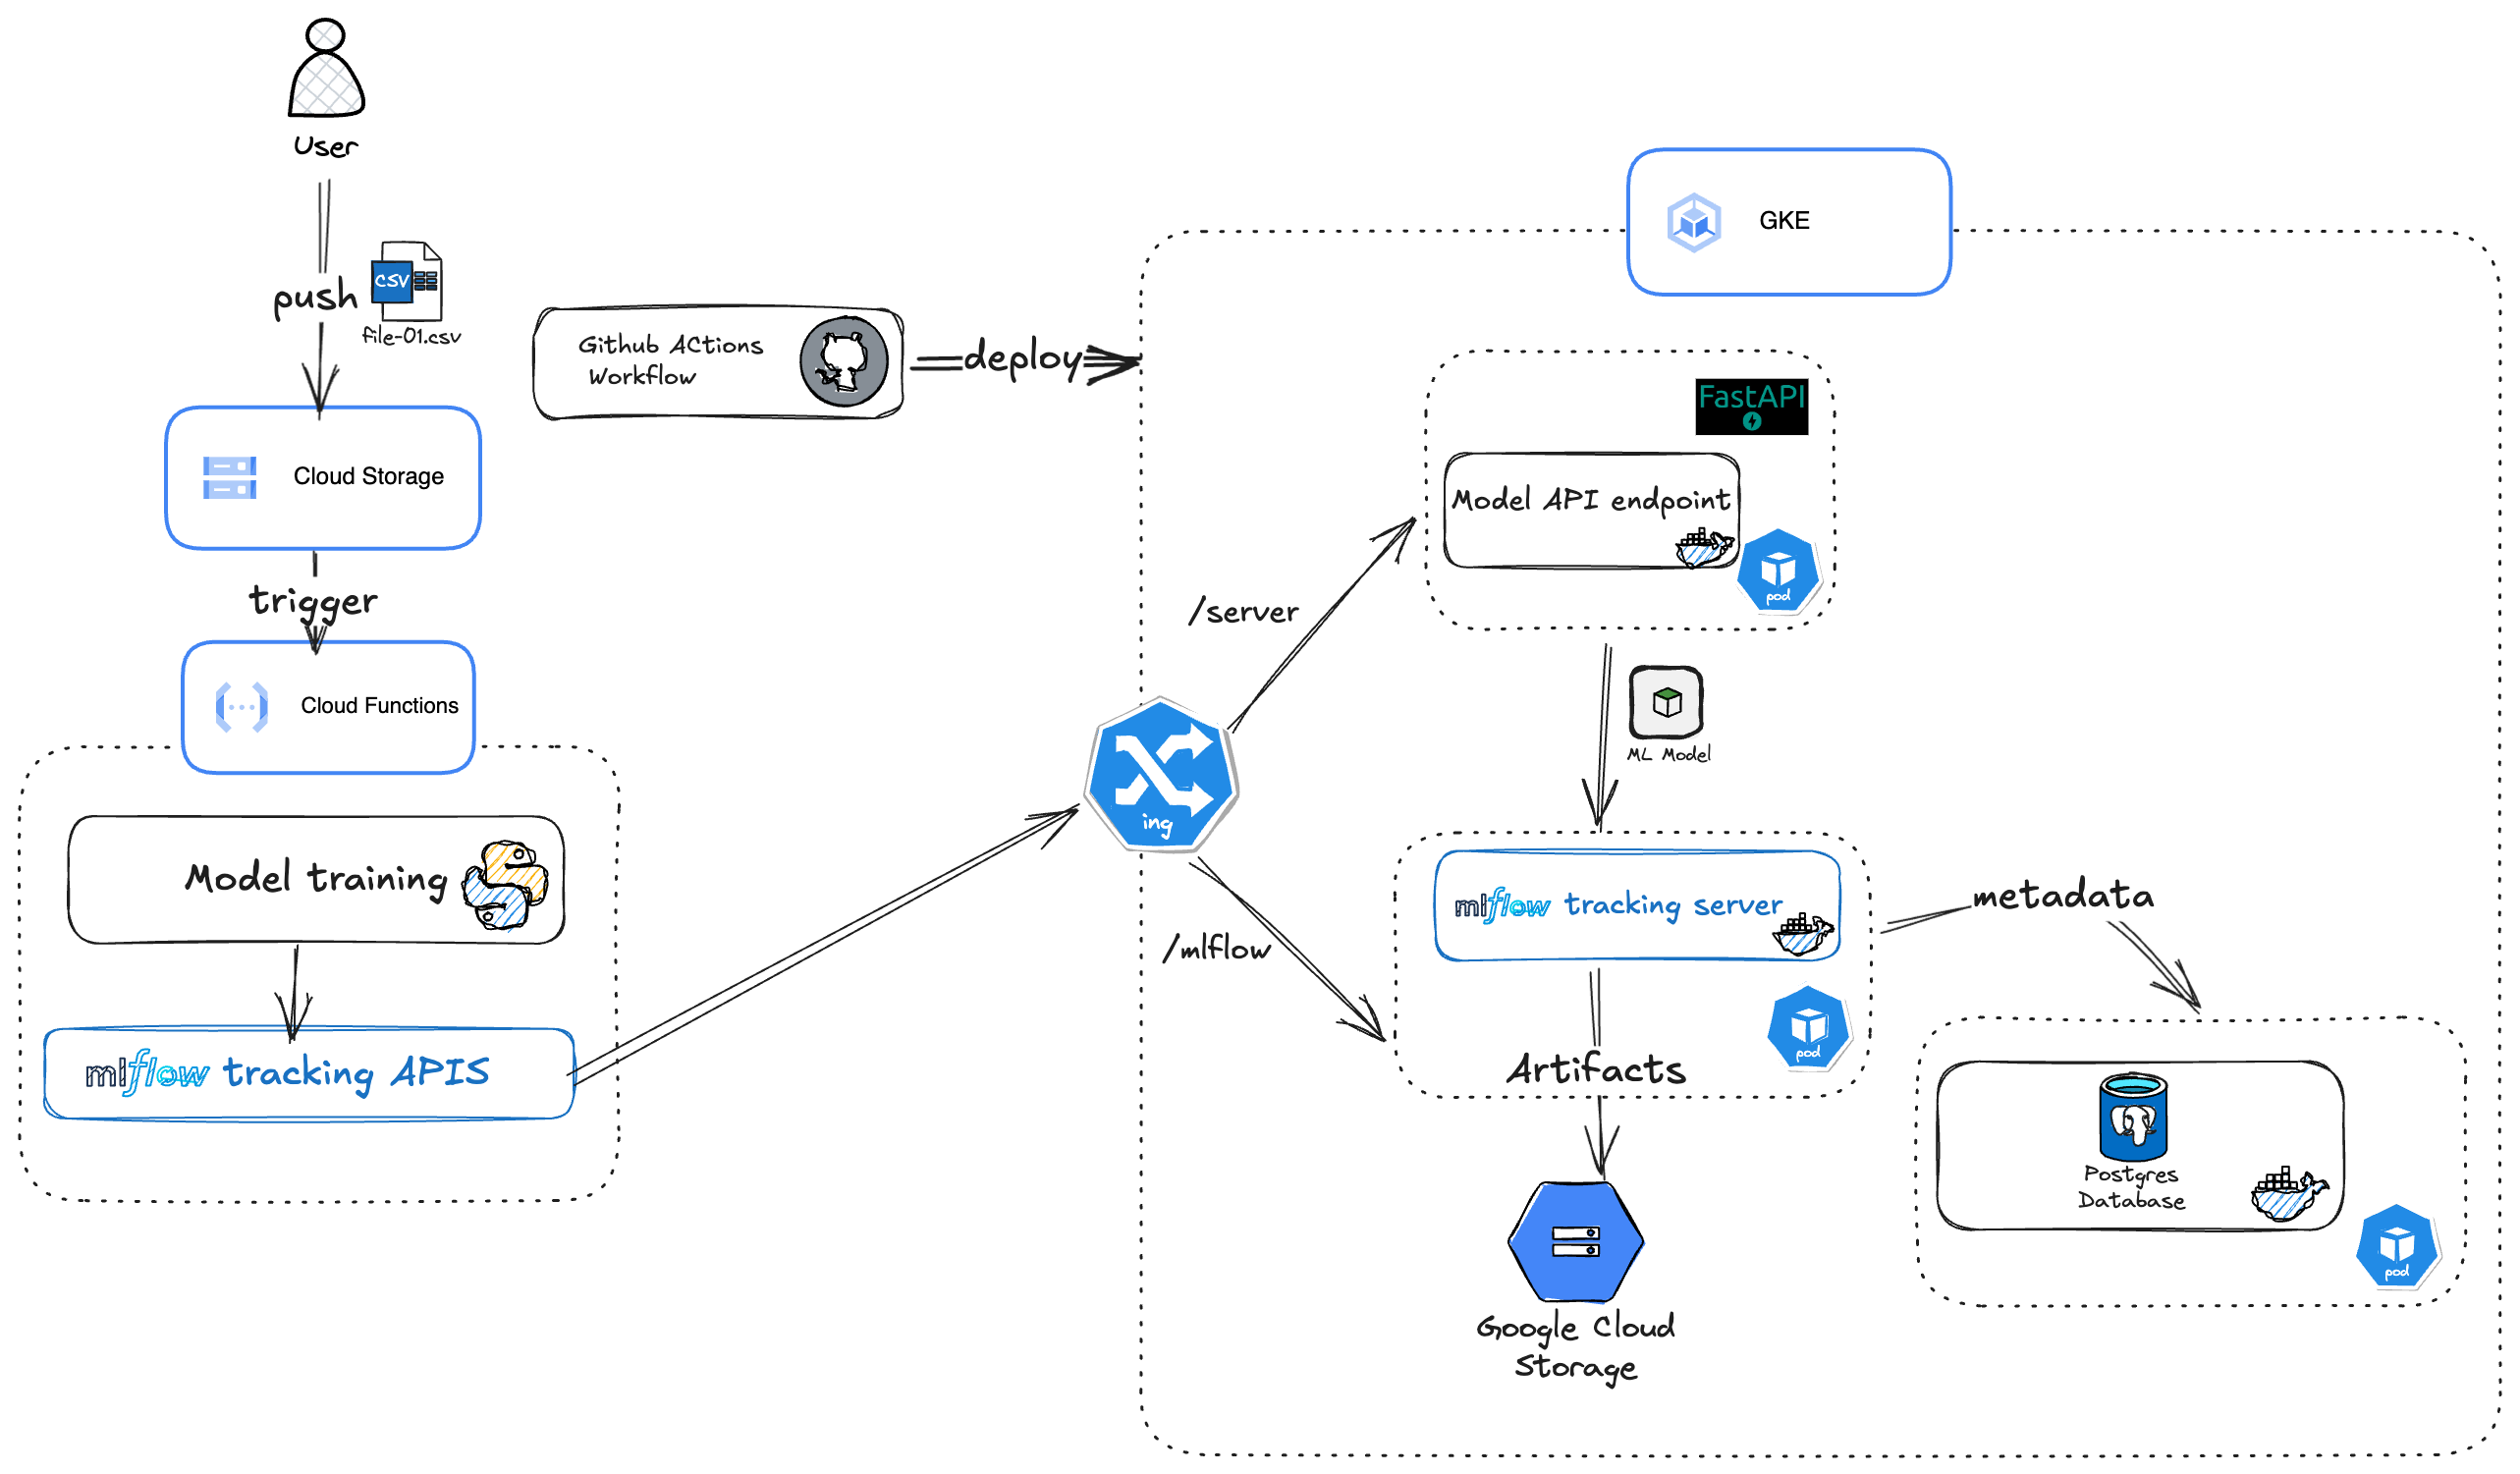 User
push
CSV
file-01.csv
Cloud Storage
trigger
Cloud Functions
Model training
mlflow tracking APIS
Github ACtions
Workflow
deploy
GKE
FastAPI
Model API endpoint
pod
/server
ML Model
ing
/mlflow
mlflow tracking server
pod
metadata
Artifacts
Google Cloud
Storage
Postgres
Database
pod